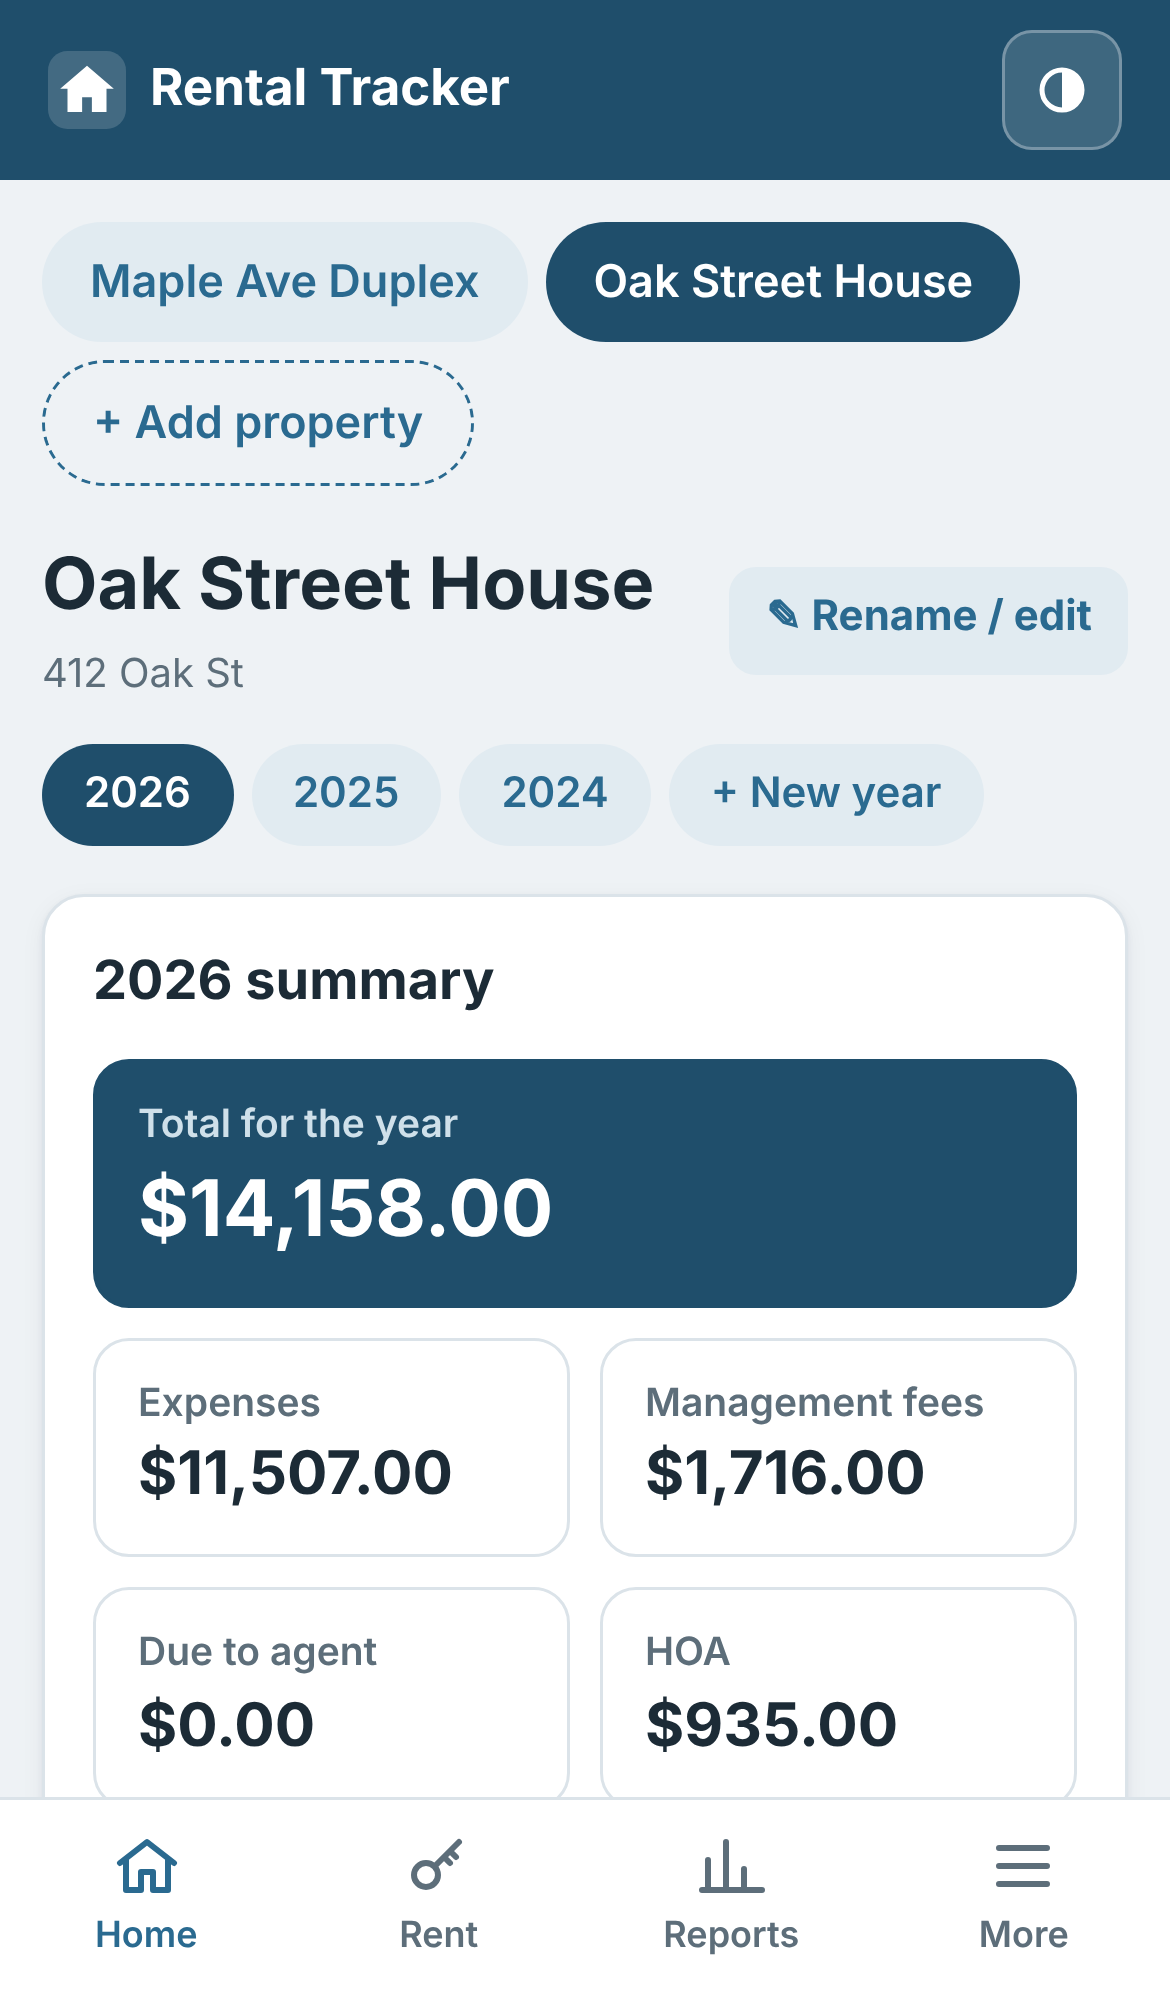 Rental Tracker
Maple Ave Duplex
Oak Street House
+ Add property
Oak Street House
✎ Rename / edit
412 Oak St
2026
2025
2024
+ New year
2026 summary
Total for the year
$14,158.00
Expenses
$11,507.00
Management fees
$1,716.00
Due to agent
$0.00
HOA
$935.00
Home
Rent
Reports
More